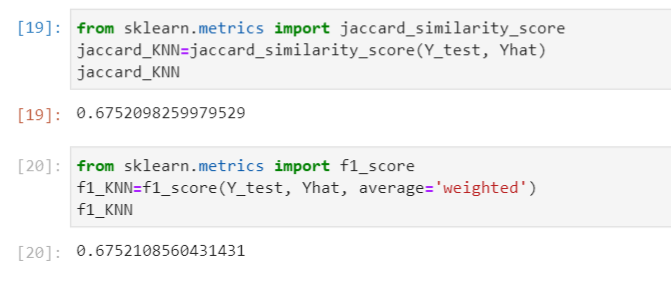 [19]: from sklearn.metrics import jaccard_similarity_score
jaccard_KNN=jaccard_similarity_score(Y_test, Yhat)
jaccard_KNN
[19]: 0.6752098259979529
[20]: from sklearn.metrics import f1_score
f1_KNN=f1_score(Y_test, Yhat, average='weighted')
f1_KNN
[20]: 0.6752108560431431